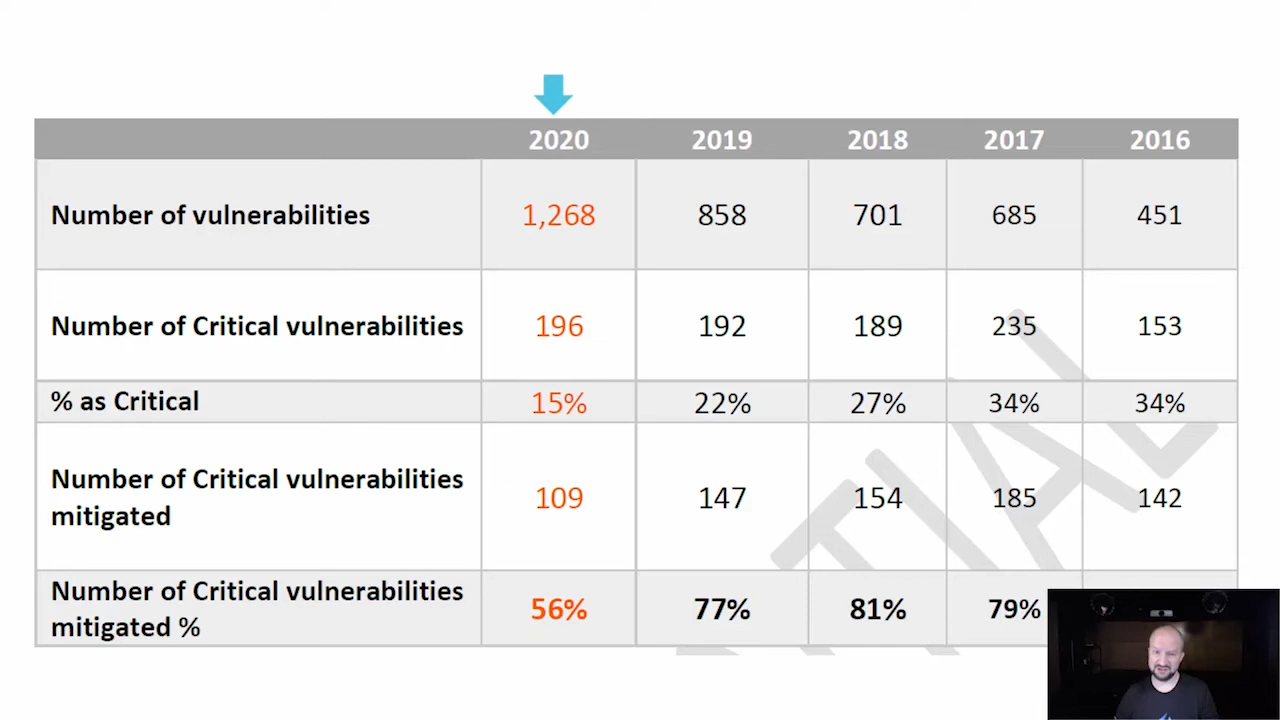 2020 2019 2018 2017 2016
Number of vulnerabilities 1,268 858 701 685 451
Number of Critical vulnerabilities 196 192 189 235 153
% as Critical 15% 22% 27% 34% 34%
Number of Critical vulnerabilities
mitigated 109 147 154 185 142
Number of Critical vulnerabilities
mitigated % 56% 77% 81% 79%
TIAL